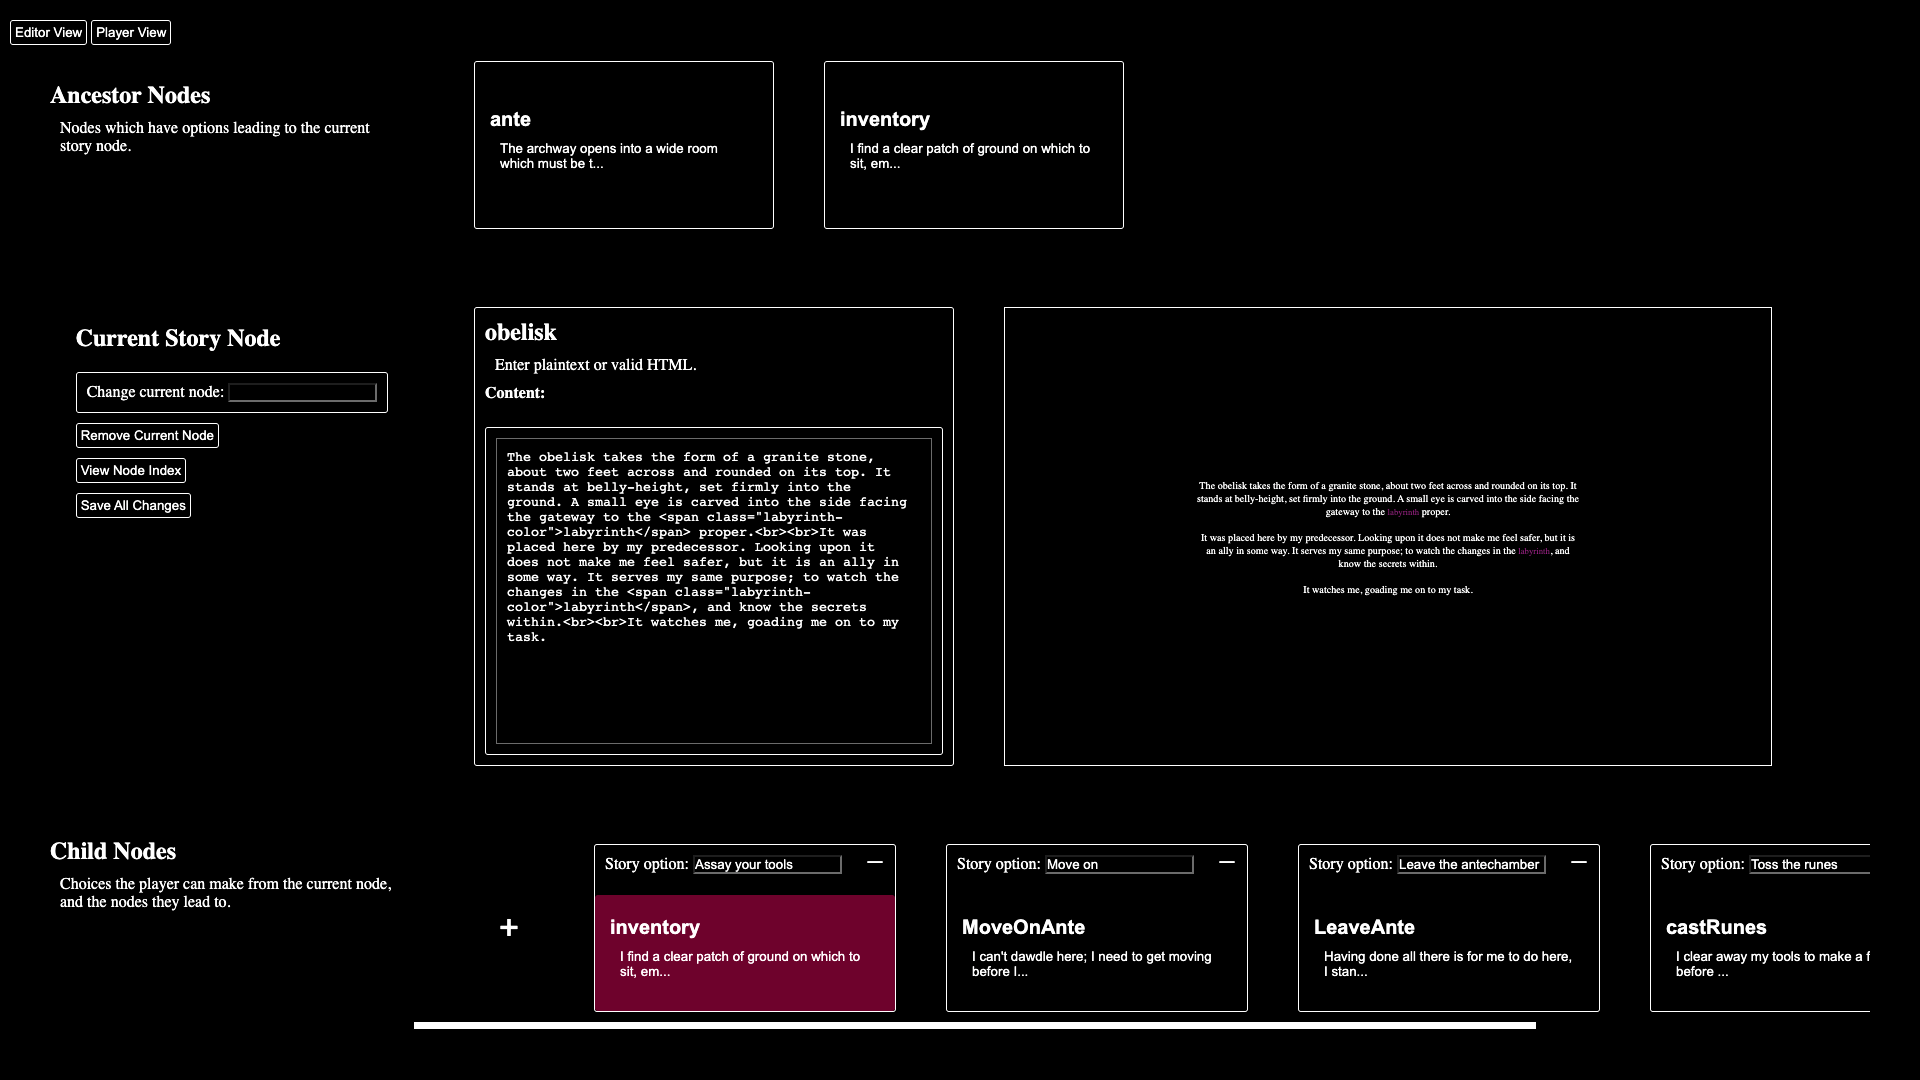 Editor View Player View
Ancestor Nodes
Nodes which have options leading to the current
story node.
ante
The archway opens into a wide room
which must be t...
inventory
I find a clear patch of ground on which to
sit, em...
Current Story Node
Change current node:
Remove Current Node
View Node Index
Save All Changes
obelisk
Enter plaintext or valid HTML.
Content:
The obelisk takes the form of a granite stone,
about two feet across and rounded on its top. It
stands at belly-height, set firmly into the
ground. A small eye is carved into the side facing
the gateway to the <span class="labyrinth-
color">labyrinth</span> proper.<br><br>It was
placed here by my predecessor. Looking upon it
does not make me feel safer, but it is an ally in
some way. It serves my same purpose; to watch the
changes in the <span class="labyrinth-
color">labyrinth</span>, and know the secrets
within.<br><br>It watches me, goading me on to my
task.
The obelisk takes the form of a granite stone, about two feet across and rounded on its top. It
stands at belly-height, set firmly into the ground. A small eye is carved into the side facing the
gateway to the labyrinth proper.
It was placed here by my predecessor. Looking upon it does not make me feel safer, but it is
an ally in some way. It serves my same purpose; to watch the changes in the labyrinth, and
know the secrets within.
It watches me, goading me on to my task.
Child Nodes
Choices the player can make from the current node,
and the nodes they lead to.
+
Story option: Assay your tools —
inventory
I find a clear patch of ground on which to
sit, em...
Story option: Move on —
MoveOnAnte
I can't dawdle here; I need to get moving
before I...
Story option: Leave the antechamber —
LeaveAnte
Having done all there is for me to do here,
I stan...
Story option: Toss the runes
castRunes
I clear away my tools to make a f
before ...